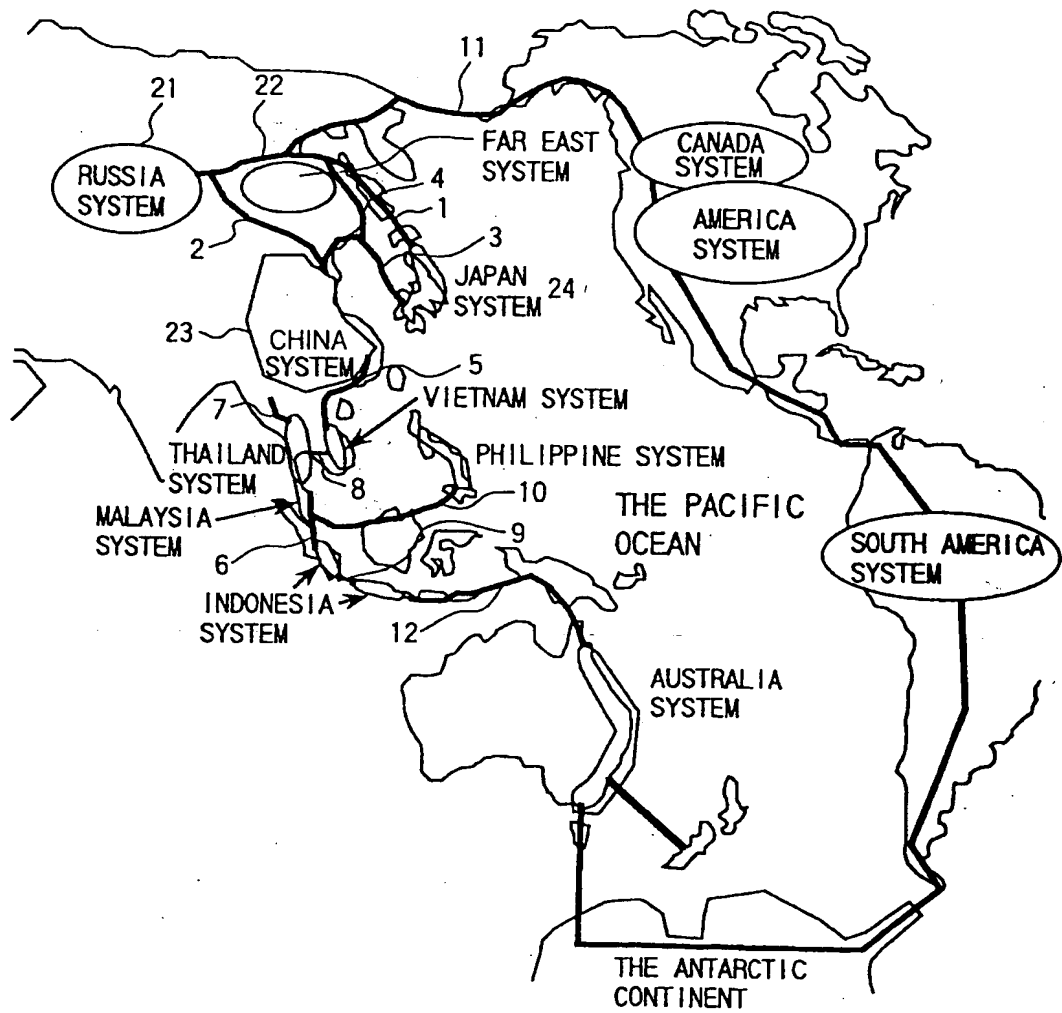 11
21
22
FAR EAST
SYSTEM
CANADA
SYSTEM
RUSSIA
SYSTEM
4
1
AMERICA
SYSTEM
2
3
JAPAN
SYSTEM 24
23
CHINA
SYSTEM
5
7
VIETNAM SYSTEM
THAILAND
SYSTEM
8
PHILIPPINE SYSTEM
10
MALAYSIA
SYSTEM
THE PACIFIC
OCEAN
9
6
SOUTH AMERICA
SYSTEM
INDONESIA
SYSTEM
12
AUSTRALIA
SYSTEM
THE ANTARCTIC
CONTINENT